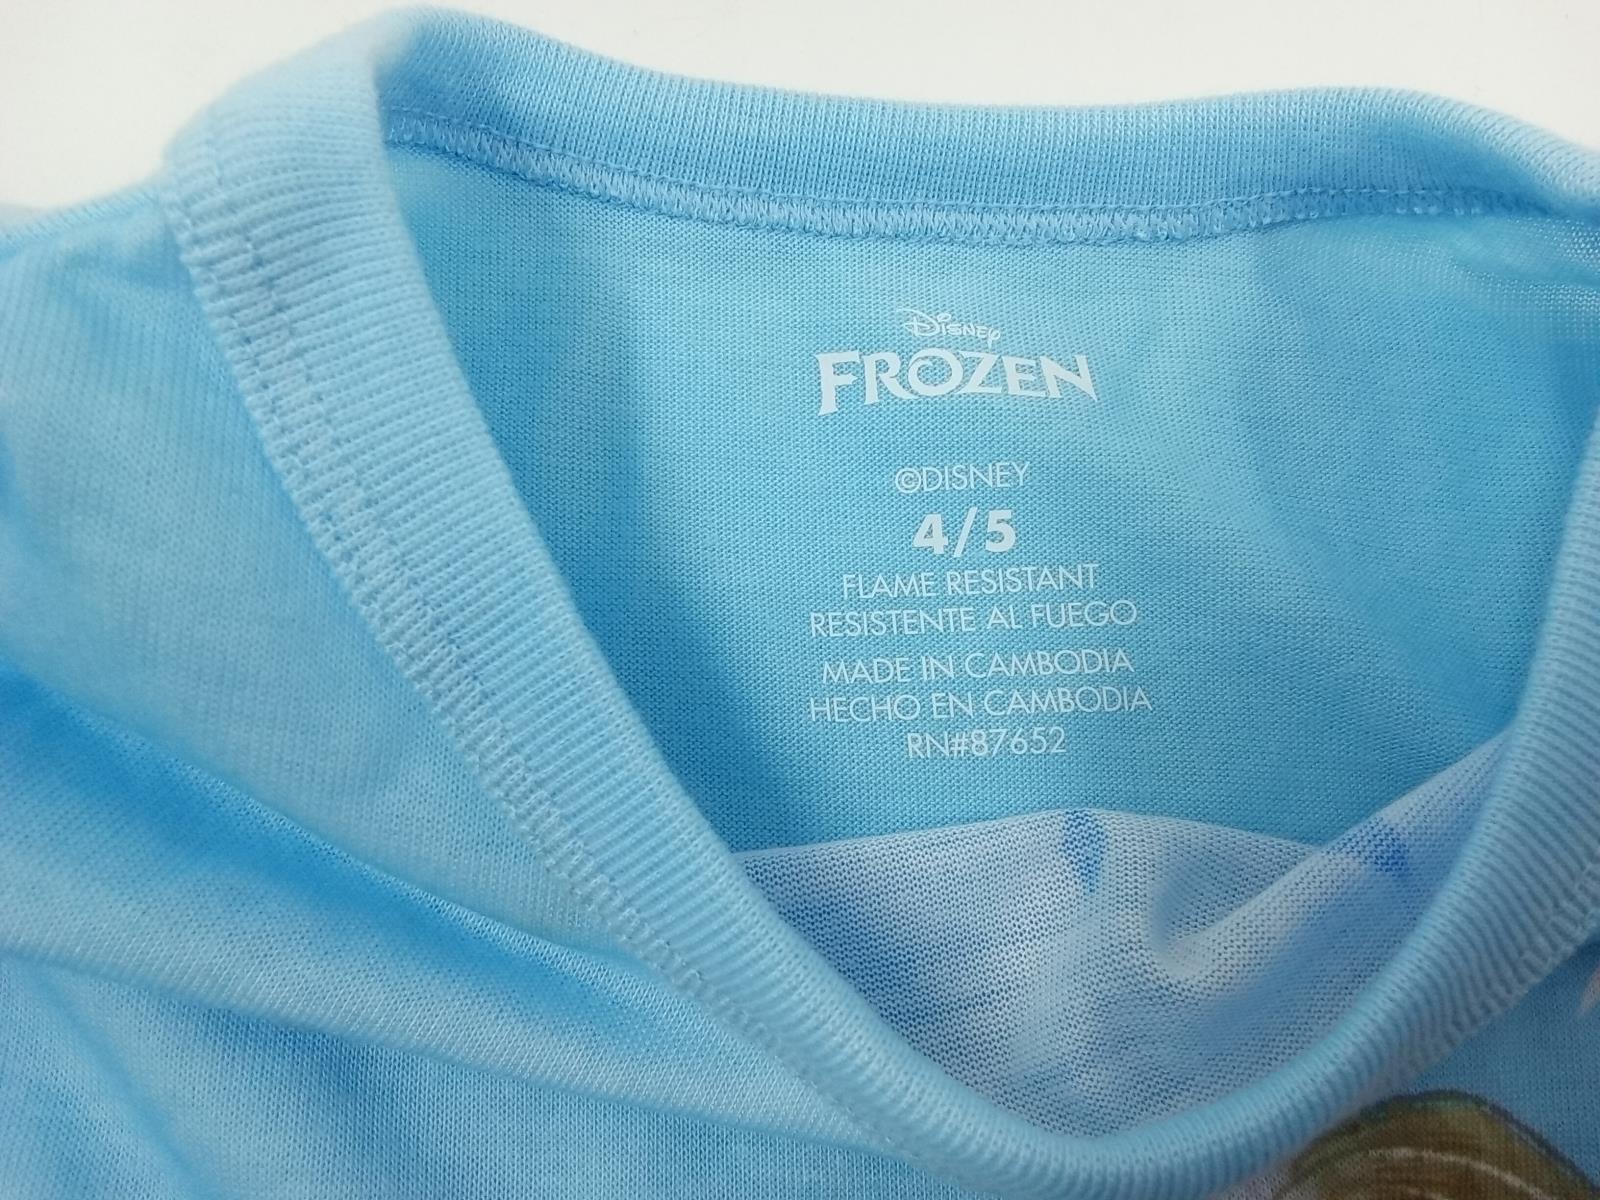 Disney
FROZEN
©DISNEY
4/5
FLAME RESISTANT
RESISTENTE AL FUEGO
MADE IN CAMBODIA
HECHO EN CAMBODIA
RN#87652